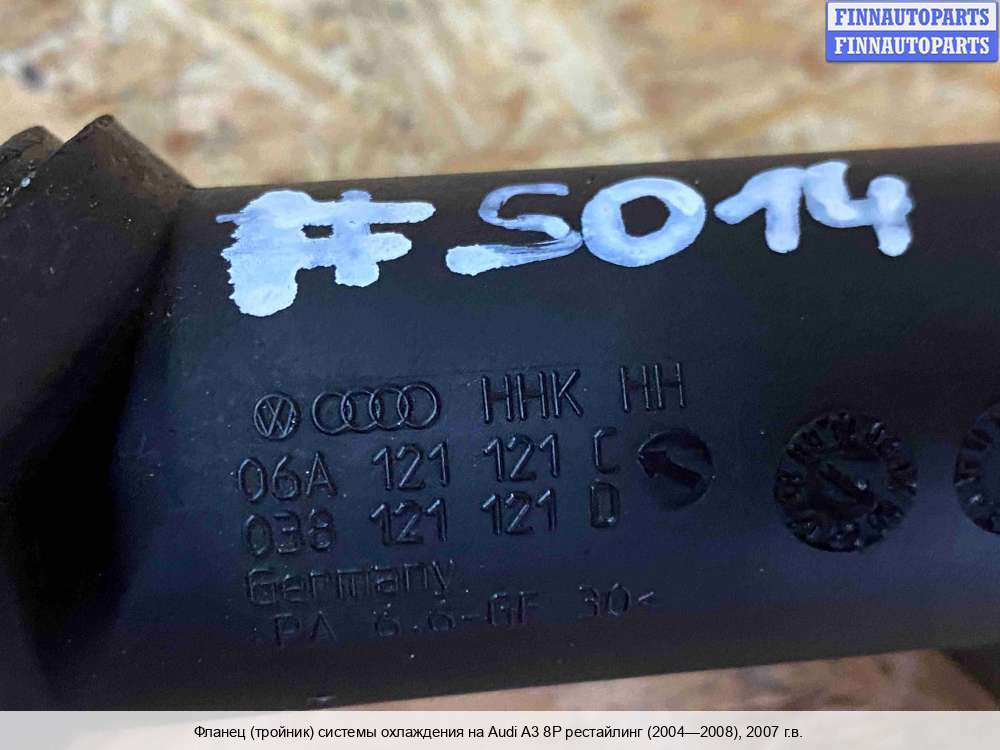 FINNAUTOPARTS
FINNAUTOPARTS
#5014
HHK HH
06A 121 121 C
038 121 121 D
Germany
>PA 6.6-GF 30<
Фланец (тройник) системы охлаждения на Audi A3 8P рестайлинг (2004—2008), 2007 г.в.